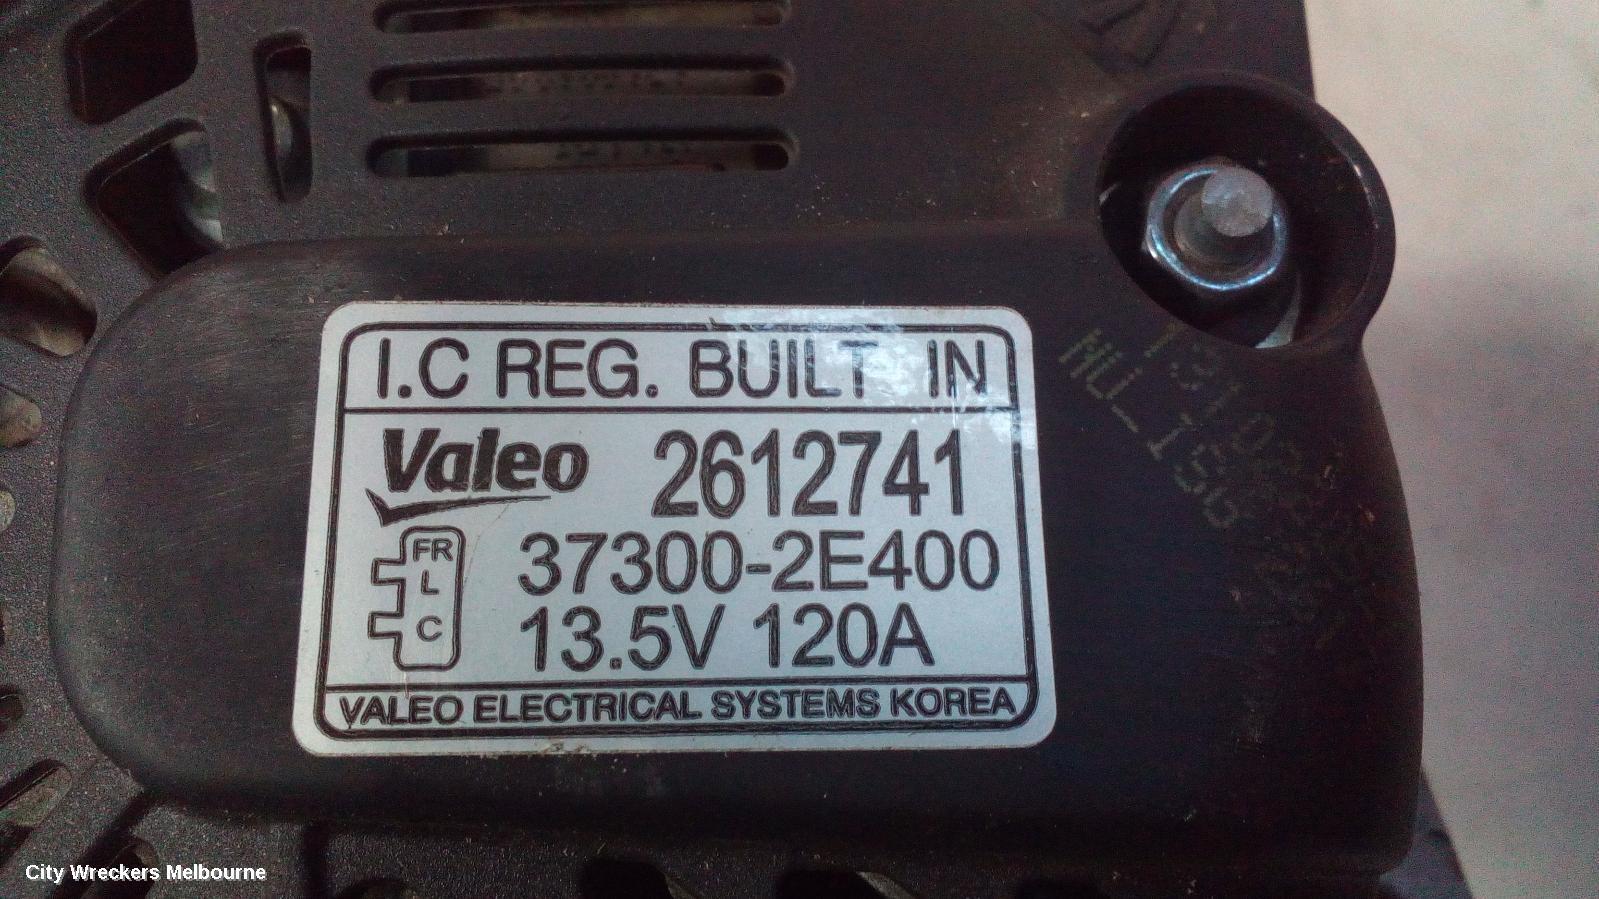 I.C REG. BUILT IN
Valeo 2612741
FR
L
C
37300-2E400
13.5V 120A
VALEO ELECTRICAL SYSTEMS KOREA
City Wreckers Melbourne